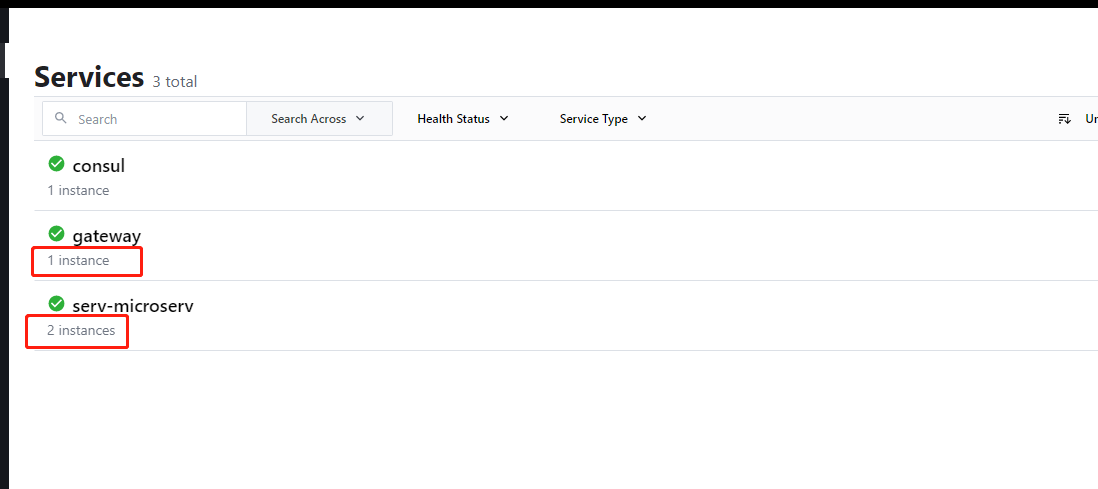 Services 3 total
Search Search Across Health Status Service Type
consul
1 instance
gateway
1 instance
serv-microserv
2 instances